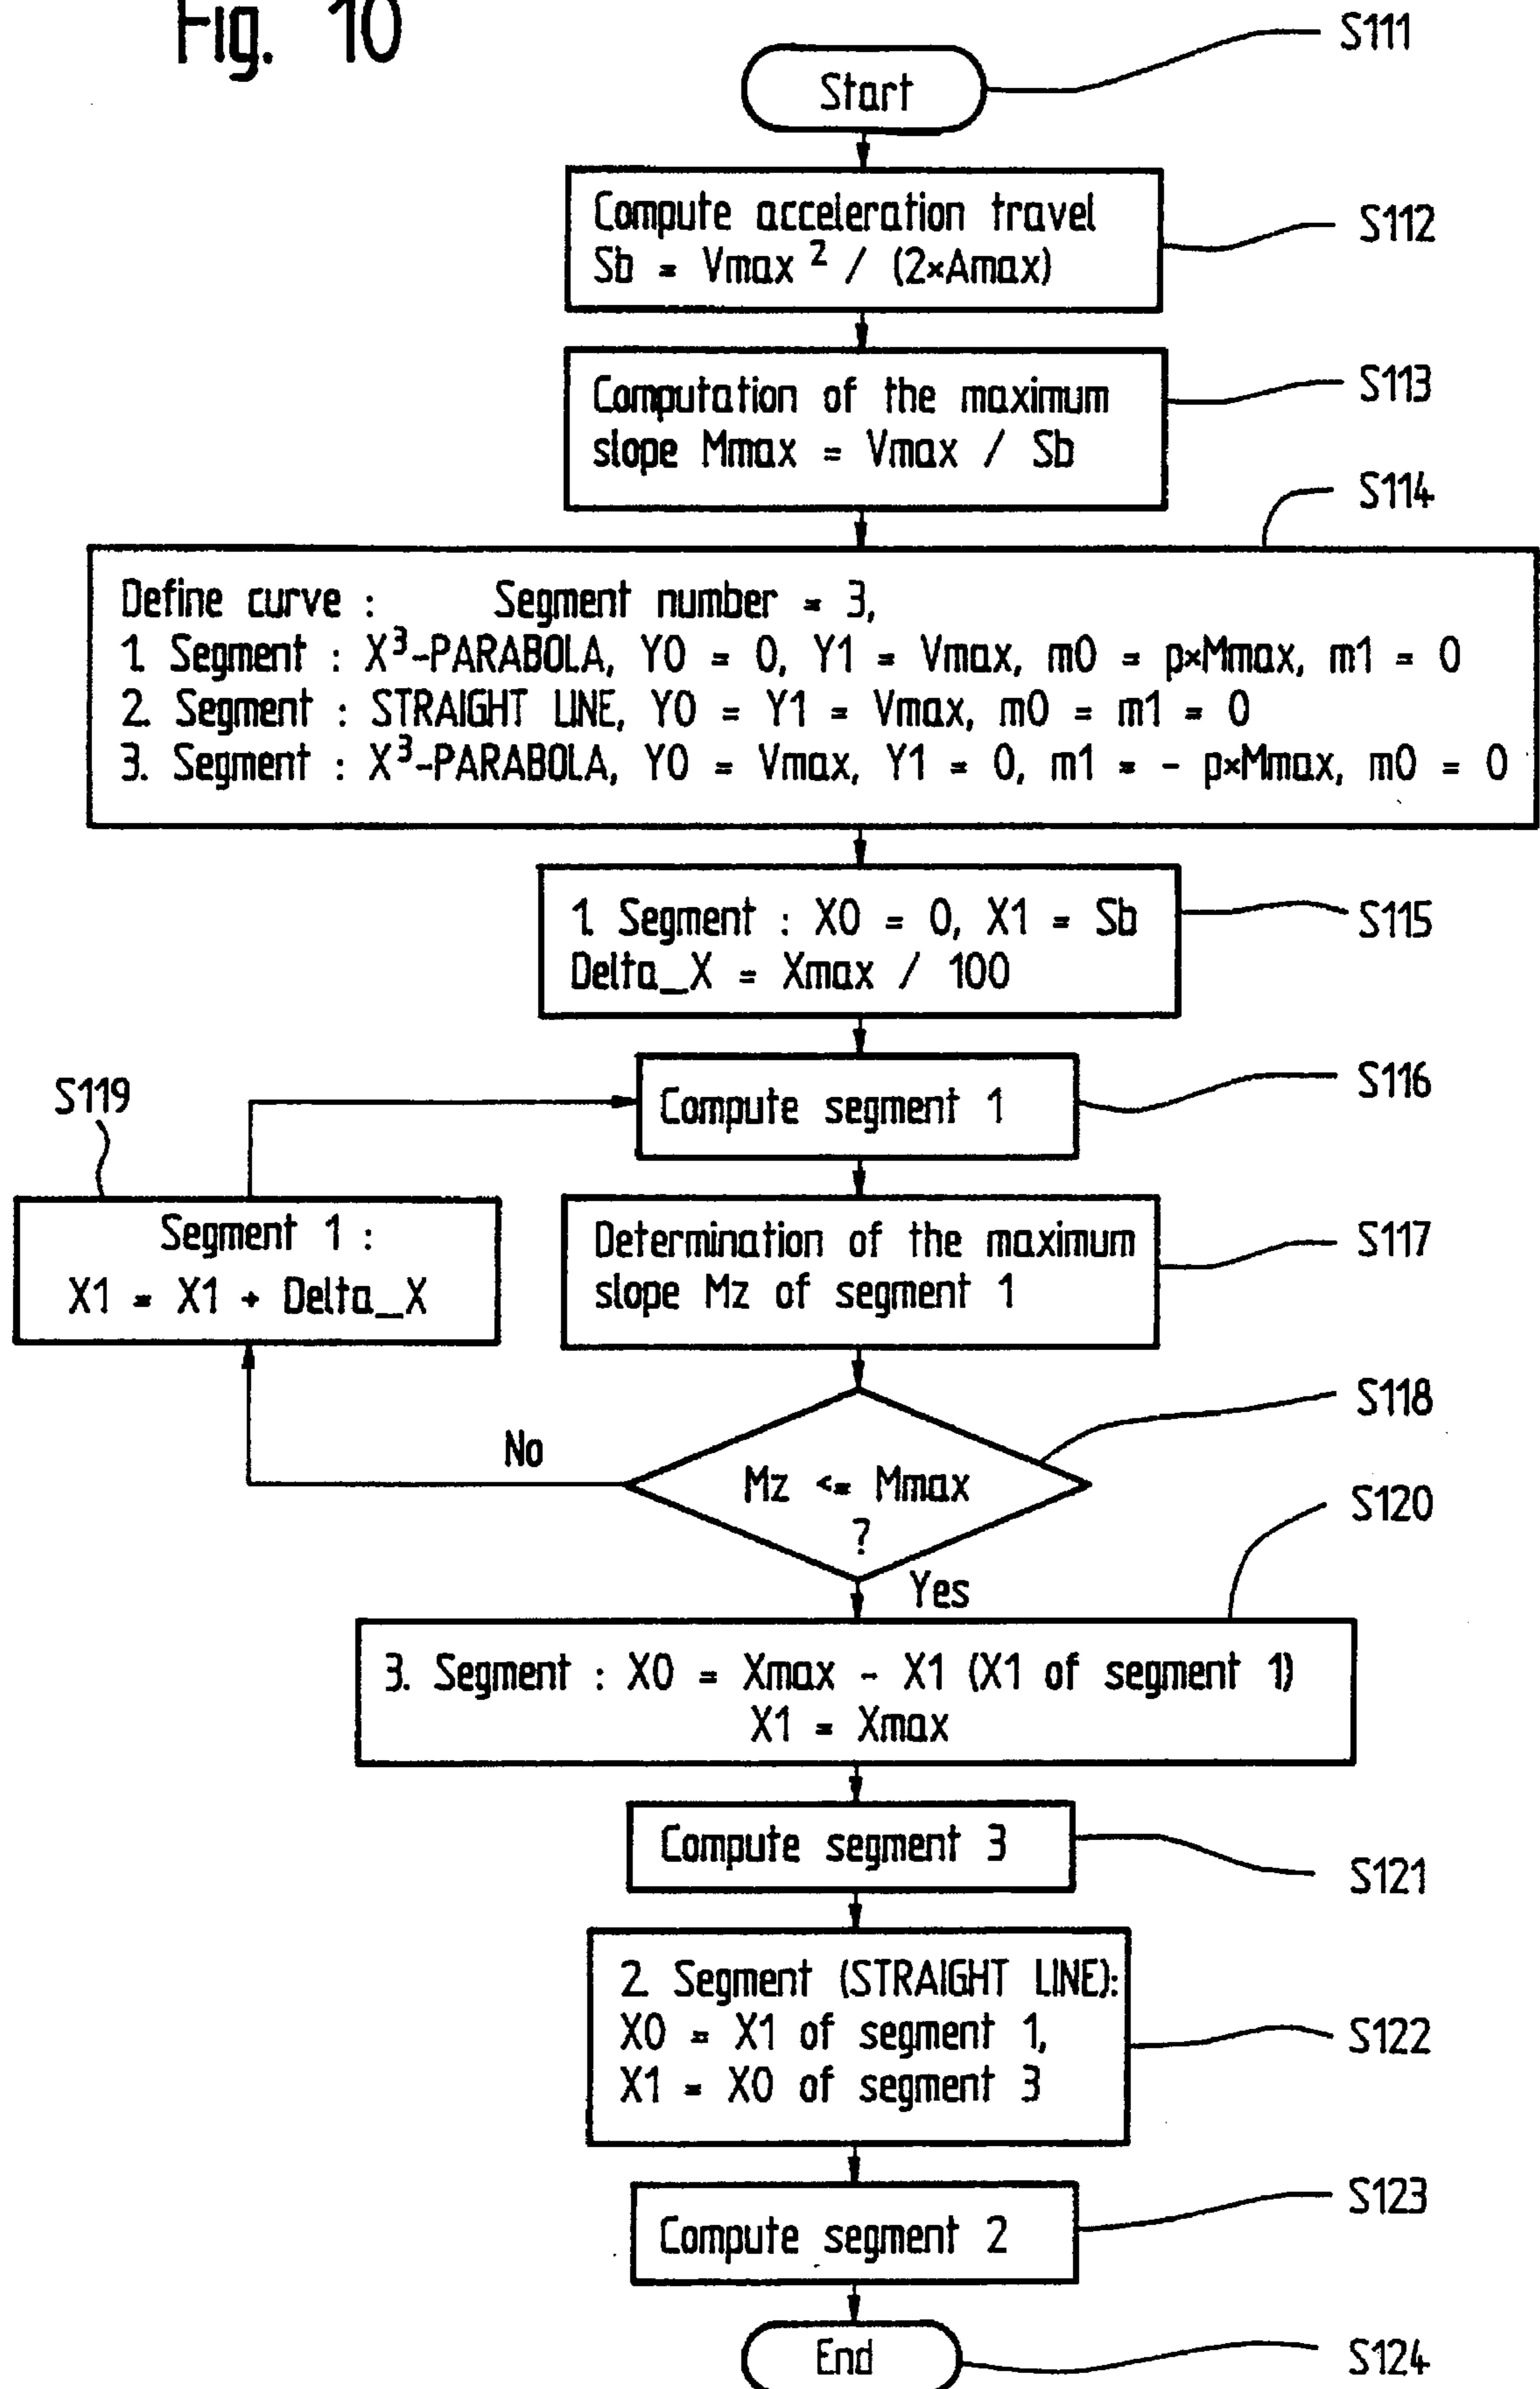 Fig. 10
S111
Start
Compute acceleration travel
Sb = Vmax² / (2×Amax)
S112
Computation of the maximum
slope Mmax = Vmax / Sb
S113
S114
Define curve : Segment number = 3,
1. Segment : X³-PARABOLA, Y0 = 0, Y1 = Vmax, m0 = p×Mmax, m1 = 0
2. Segment : STRAIGHT LINE, Y0 = Y1 = Vmax, m0 = m1 = 0
3. Segment : X³-PARABOLA, Y0 = Vmax, Y1 = 0, m1 = - p×Mmax, m0 = 0
1. Segment : X0 = 0, X1 = Sb
Delta_X = Xmax / 100
S115
S119
Compute segment 1
S116
Segment 1 :
X1 = X1 + Delta_X
Determination of the maximum
slope Mz of segment 1
S117
S118
No
Mz <= Mmax
?
S120
Yes
3. Segment : X0 = Xmax - X1 (X1 of segment 1)
X1 = Xmax
Compute segment 3
S121
2. Segment (STRAIGHT LINE):
X0 = X1 of segment 1,
X1 = X0 of segment 3
S122
Compute segment 2
S123
End
S124